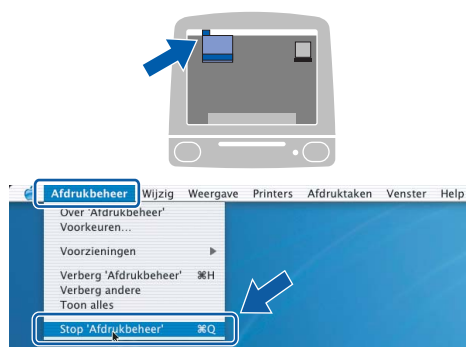 Afdrukbeheer Wijzig Weergave Printers Afdruktaken Venster Help
Over 'Afdrukbeheer'
Voorkeuren...
Voorzieningen
Verberg 'Afdrukbeheer' ⌘H
Verberg andere
Toon alles
Stop 'Afdrukbeheer' ⌘Q